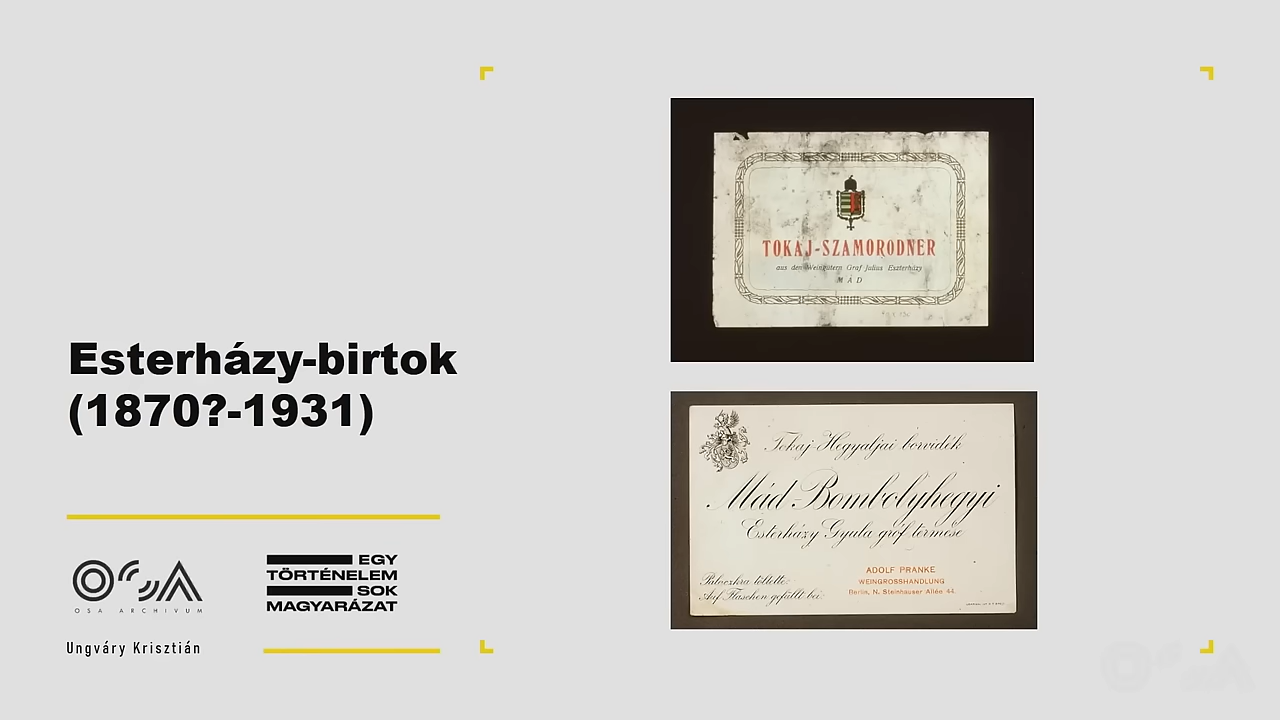 Esterházy-birtok
(1870?-1931)
OSA ARCHIVUM
EGY
TÖRTÉNELEM
SOK
MAGYARÁZAT
Ungváry Krisztián
TOKAJ-SZAMORODNER
aus den Weingütern Graf Julius Eszterházy
MÁD
Tokaj-Hegyaljai borvidék
Mád-Bombolyhegyi
Esterházy Gyula gróf termése
Palaczkra töltötte:
Auf Flaschen gefüllt bei:
ADOLF PRANKE
WEINGROSSHANDLUNG
Berlin, N. Steinhauser Allée 44.